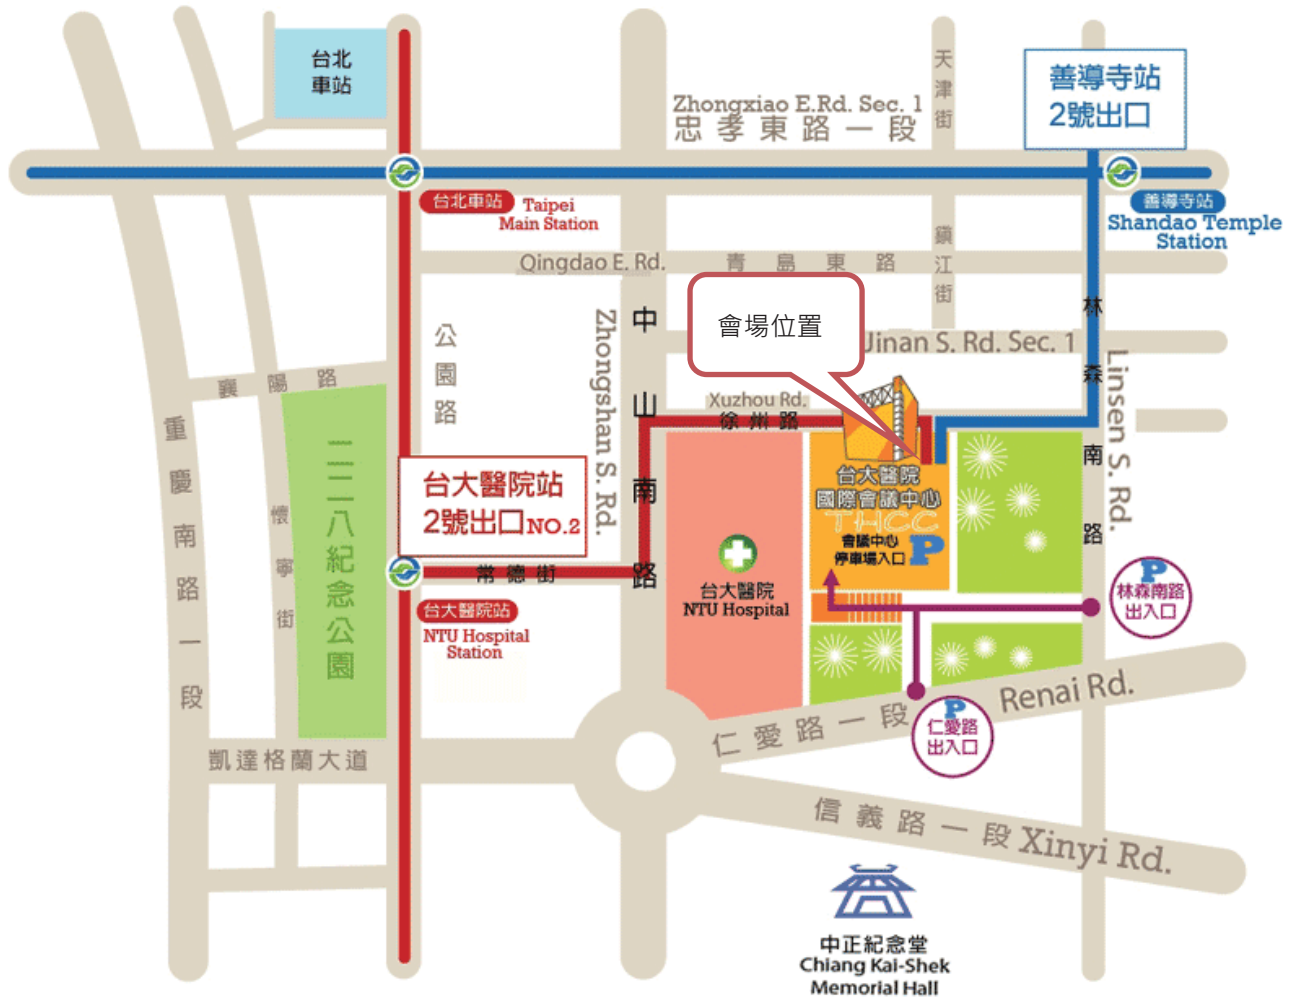 台北
車站
Zhongxiao E.Rd. Sec. 1
忠孝東路一段
天津街
善導寺站
2號出口
台北車站
Taipei
Main Station
善導寺站
Shandao Temple
Station
Qingdao E. Rd.
青島東路
鎮江街
公園路
Zhongshan S. Rd.
中山南路
會場位置
Jinan S. Rd. Sec. 1
林森南路
Linsen S. Rd.
襄陽路
Xuzhou Rd.
徐州路
重慶南路一段
二二八紀念公園
懷寧街
台大醫院站
2號出口NO.2
常德街
台大醫院站
NTU Hospital
Station
台大醫院
NTU Hospital
台大醫院
國際會議中心
THCC
會議中心
停車場入口
P
P
林森南路
出入口
P
仁愛路
出入口
仁愛路一段
Renai Rd.
凱達格蘭大道
信義路一段
Xinyi Rd.
中正紀念堂
Chiang Kai-Shek
Memorial Hall